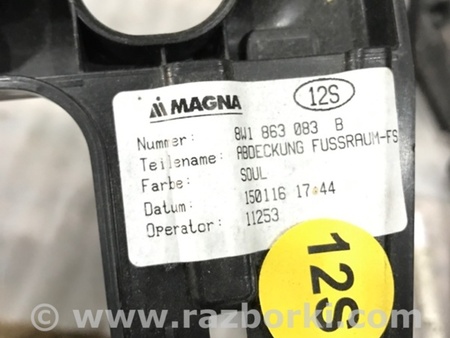 MAGNA 12S
Nummer: 8W1 863 083 B
Teilename: ABDECKUNG FUSSRAUM-FS
Farbe: SOUL
Datum: 150116 17:44
Operator: 11253
12S
© www.razborki.com